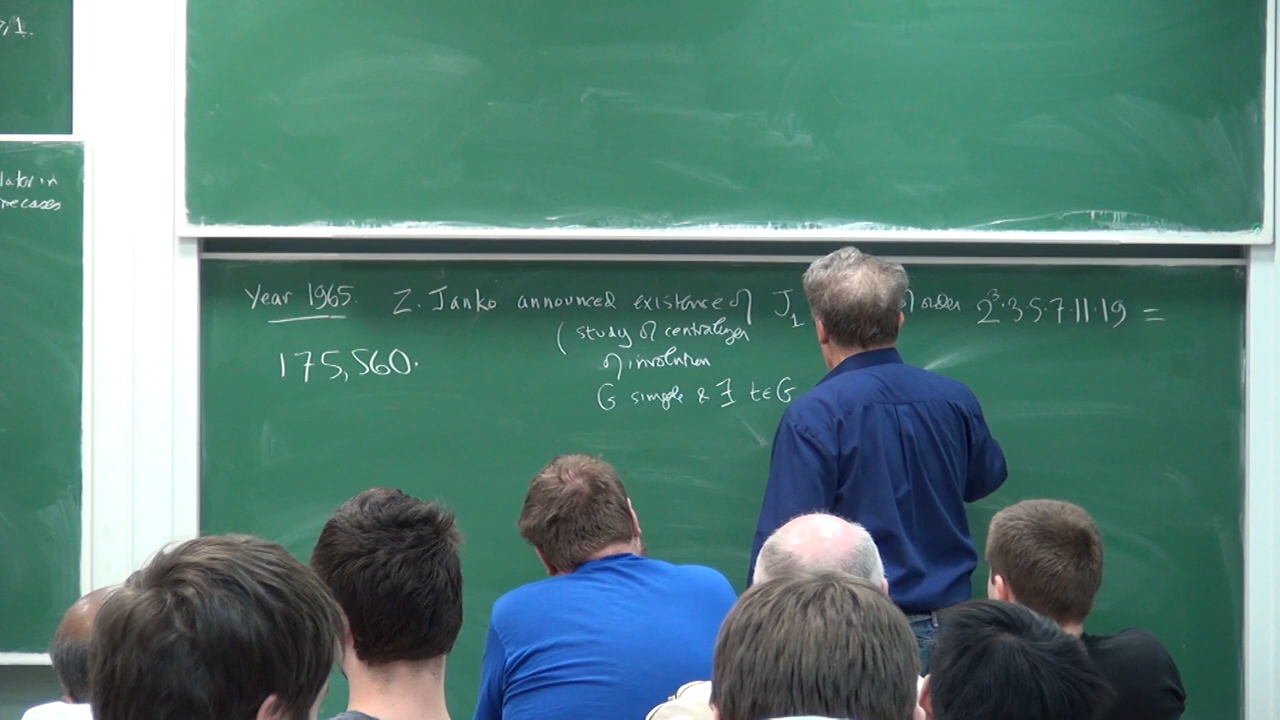 Year 1965. Z. Janko announced existence of J₁ of order 2³·3·5·7·11·19 =
175,560.
(study of centralizer
of involution
G simple & ∃ t∈G